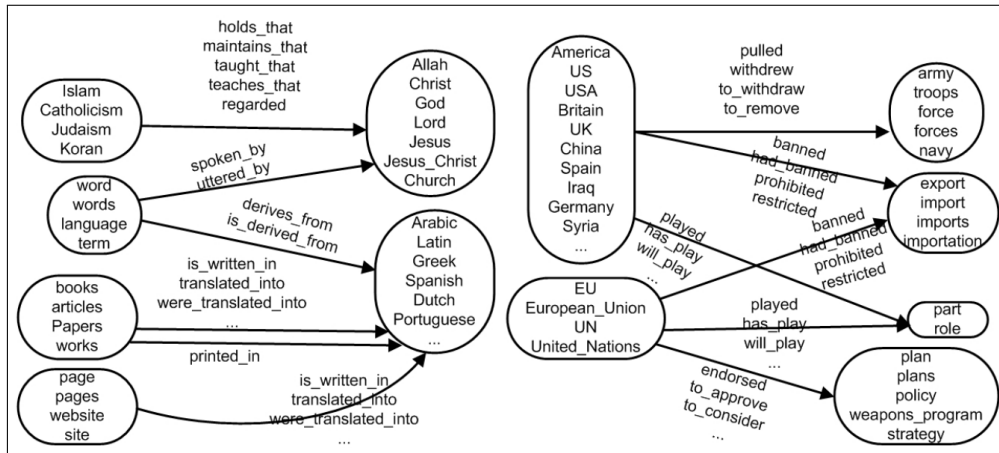 holds_that
maintains_that
taught_that
teaches_that
regarded
Islam
Catholicism
Judaism
Koran
Allah
Christ
God
Lord
Jesus
Jesus_Christ
Church
spoken_by
uttered_by
word
words
language
term
derives_from
is_derived_from
Arabic
Latin
Greek
Spanish
Dutch
Portuguese
...
is_written_in
translated_into
were_translated_into
...
books
articles
Papers
works
printed_in
page
pages
website
site
is_written_in
translated_into
were_translated_into
...
America
US
USA
Britain
UK
China
Spain
Iraq
Germany
Syria
...
pulled
withdrew
to_withdraw
to_remove
army
troops
force
forces
navy
banned
had_banned
prohibited
restricted
export
import
imports
importation
played
has_play
will_play
...
banned
had_banned
prohibited
restricted
EU
European_Union
UN
United_Nations
played
has_play
will_play
...
part
role
endorsed
to_approve
to_consider
...
plan
plans
policy
weapons_program
strategy